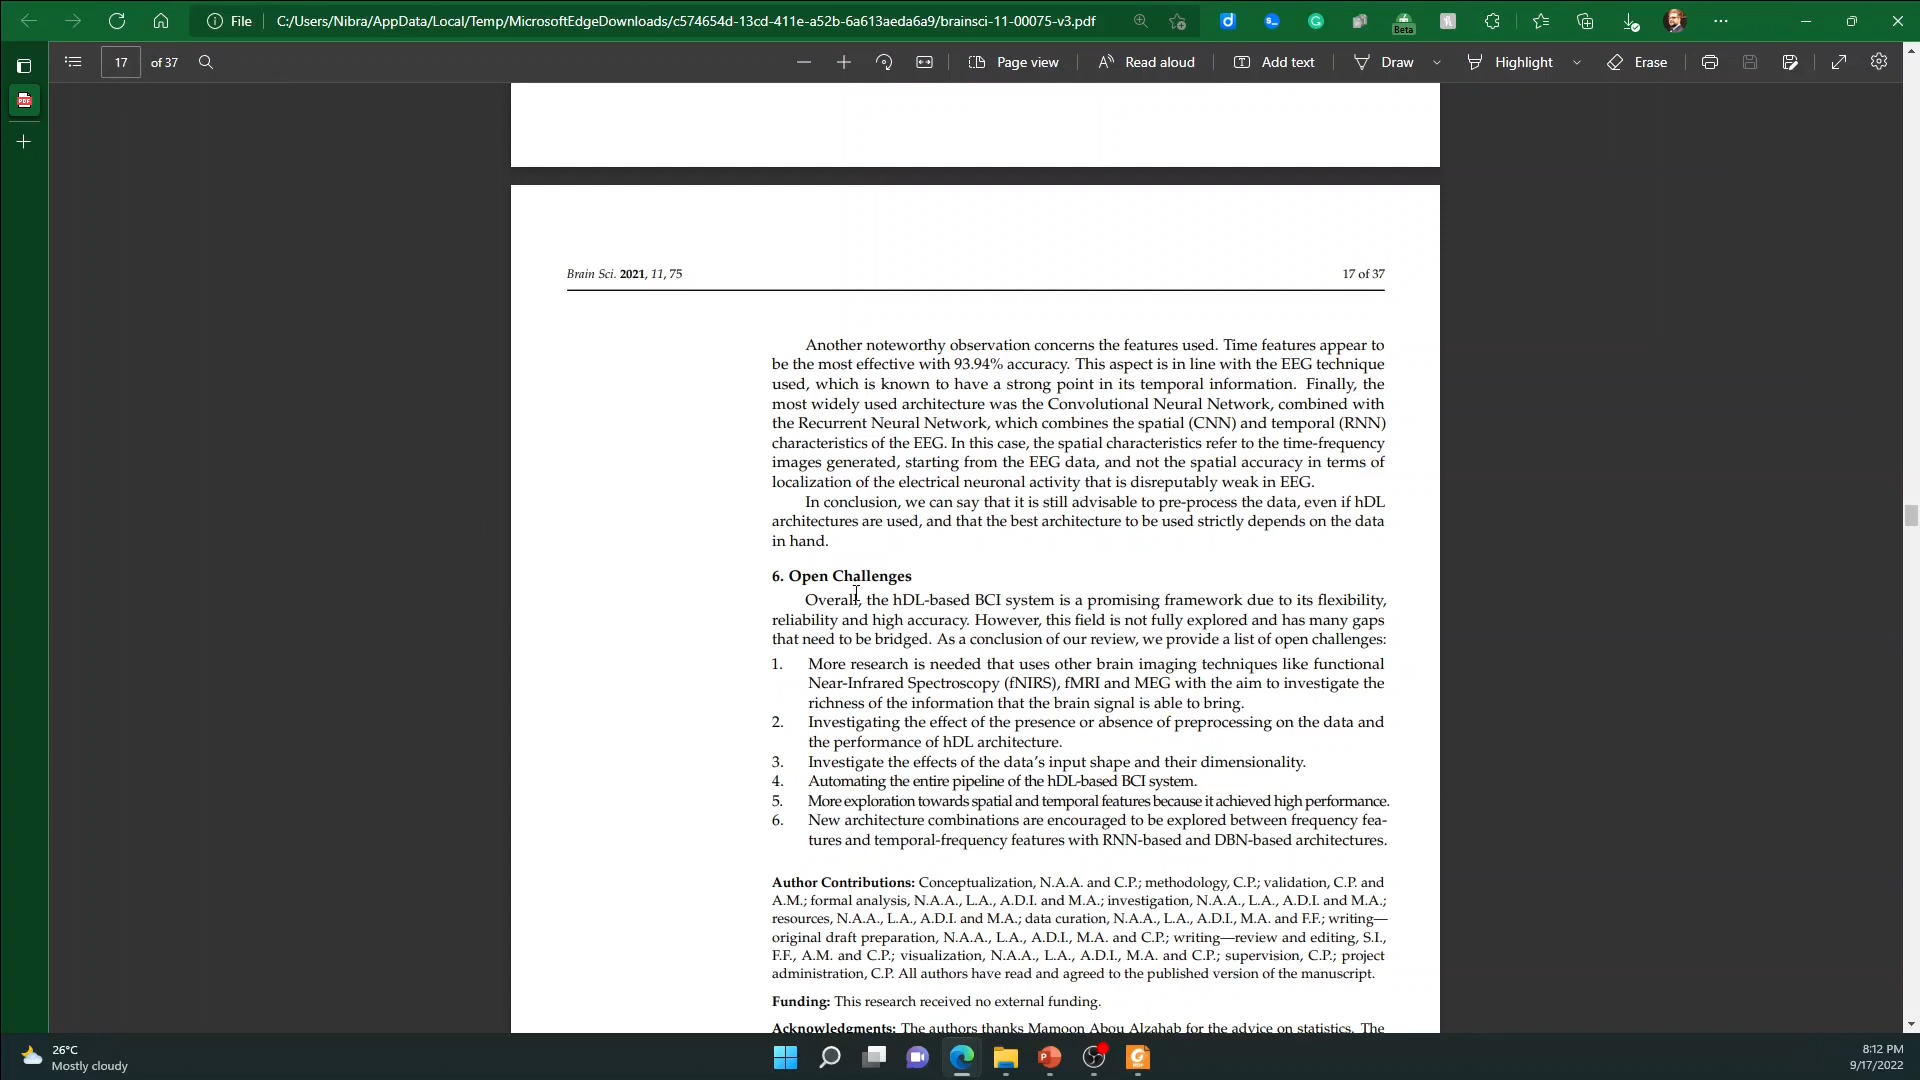 File
C:/Users/Nibra/AppData/Local/Temp/MicrosoftEdgeDownloads/c574654d-13cd-411e-a52b-6a613aeda6a9/brainsci-11-00075-v3.pdf
Beta
17 of 37
Page view
Read aloud
Add text
Draw
Highlight
Erase
Brain Sci. 2021, 11, 75
17 of 37
Another noteworthy observation concerns the features used. Time features appear to
be the most effective with 93.94% accuracy. This aspect is in line with the EEG technique
used, which is known to have a strong point in its temporal information. Finally, the
most widely used architecture was the Convolutional Neural Network, combined with
the Recurrent Neural Network, which combines the spatial (CNN) and temporal (RNN)
characteristics of the EEG. In this case, the spatial characteristics refer to the time-frequency
images generated, starting from the EEG data, and not the spatial accuracy in terms of
localization of the electrical neuronal activity that is disreputably weak in EEG.
In conclusion, we can say that it is still advisable to pre-process the data, even if hDL
architectures are used, and that the best architecture to be used strictly depends on the data
in hand.
6. Open Challenges
Overall, the hDL-based BCI system is a promising framework due to its flexibility,
reliability and high accuracy. However, this field is not fully explored and has many gaps
that need to be bridged. As a conclusion of our review, we provide a list of open challenges:
1. More research is needed that uses other brain imaging techniques like functional
Near-Infrared Spectroscopy (fNIRS), fMRI and MEG with the aim to investigate the
richness of the information that the brain signal is able to bring.
2. Investigating the effect of the presence or absence of preprocessing on the data and
the performance of hDL architecture.
3. Investigate the effects of the data's input shape and their dimensionality.
4. Automating the entire pipeline of the hDL-based BCI system.
5. More exploration towards spatial and temporal features because it achieved high performance.
6. New architecture combinations are encouraged to be explored between frequency fea-
tures and temporal-frequency features with RNN-based and DBN-based architectures.
Author Contributions: Conceptualization, N.A.A. and C.P.; methodology, C.P.; validation, C.P. and
A.M.; formal analysis, N.A.A., L.A., A.D.I. and M.A.; investigation, N.A.A., L.A., A.D.I. and M.A.;
resources, N.A.A., L.A., A.D.I. and M.A.; data curation, N.A.A., L.A., A.D.I., M.A. and F.F.; writing—
original draft preparation, N.A.A., L.A., A.D.I., M.A. and C.P.; writing—review and editing, S.I.,
F.F., A.M. and C.P.; visualization, N.A.A., L.A., A.D.I., M.A. and C.P.; supervision, C.P.; project
administration, C.P. All authors have read and agreed to the published version of the manuscript.
Funding: This research received no external funding.
Acknowledgments: The authors thanks Mamoon Abou Alzahab for the advice on statistics. The
26°C
Mostly cloudy
8:12 PM
9/17/2022